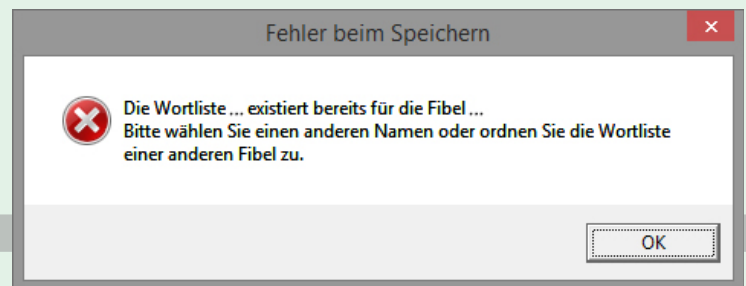 Fehler beim Speichern
Die Wortliste ... existiert bereits für die Fibel ...
Bitte wählen Sie einen anderen Namen oder ordnen Sie die Wortliste
einer anderen Fibel zu.
OK